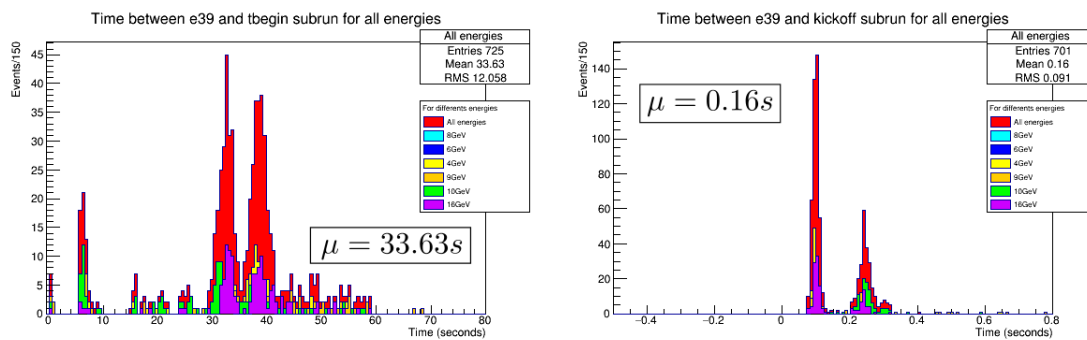 Time between e39 and tbegin subrun for all energies
Events/150
All energies
Entries 725
Mean 33.63
RMS 12.058
For differents energies
All energies
8GeV
6GeV
4GeV
9GeV
10GeV
16GeV
μ = 33.63s
45
40
35
30
25
20
15
10
5
0
0 10 20 30 40 50 60 70 80
Time (seconds)
Time between e39 and kickoff subrun for all energies
Events/150
All energies
Entries 701
Mean 0.16
RMS 0.091
For differents energies
All energies
8GeV
6GeV
4GeV
9GeV
10GeV
16GeV
μ = 0.16s
140
120
100
80
60
40
20
0
−0.4 −0.2 0 0.2 0.4 0.6 0.8
Time (seconds)